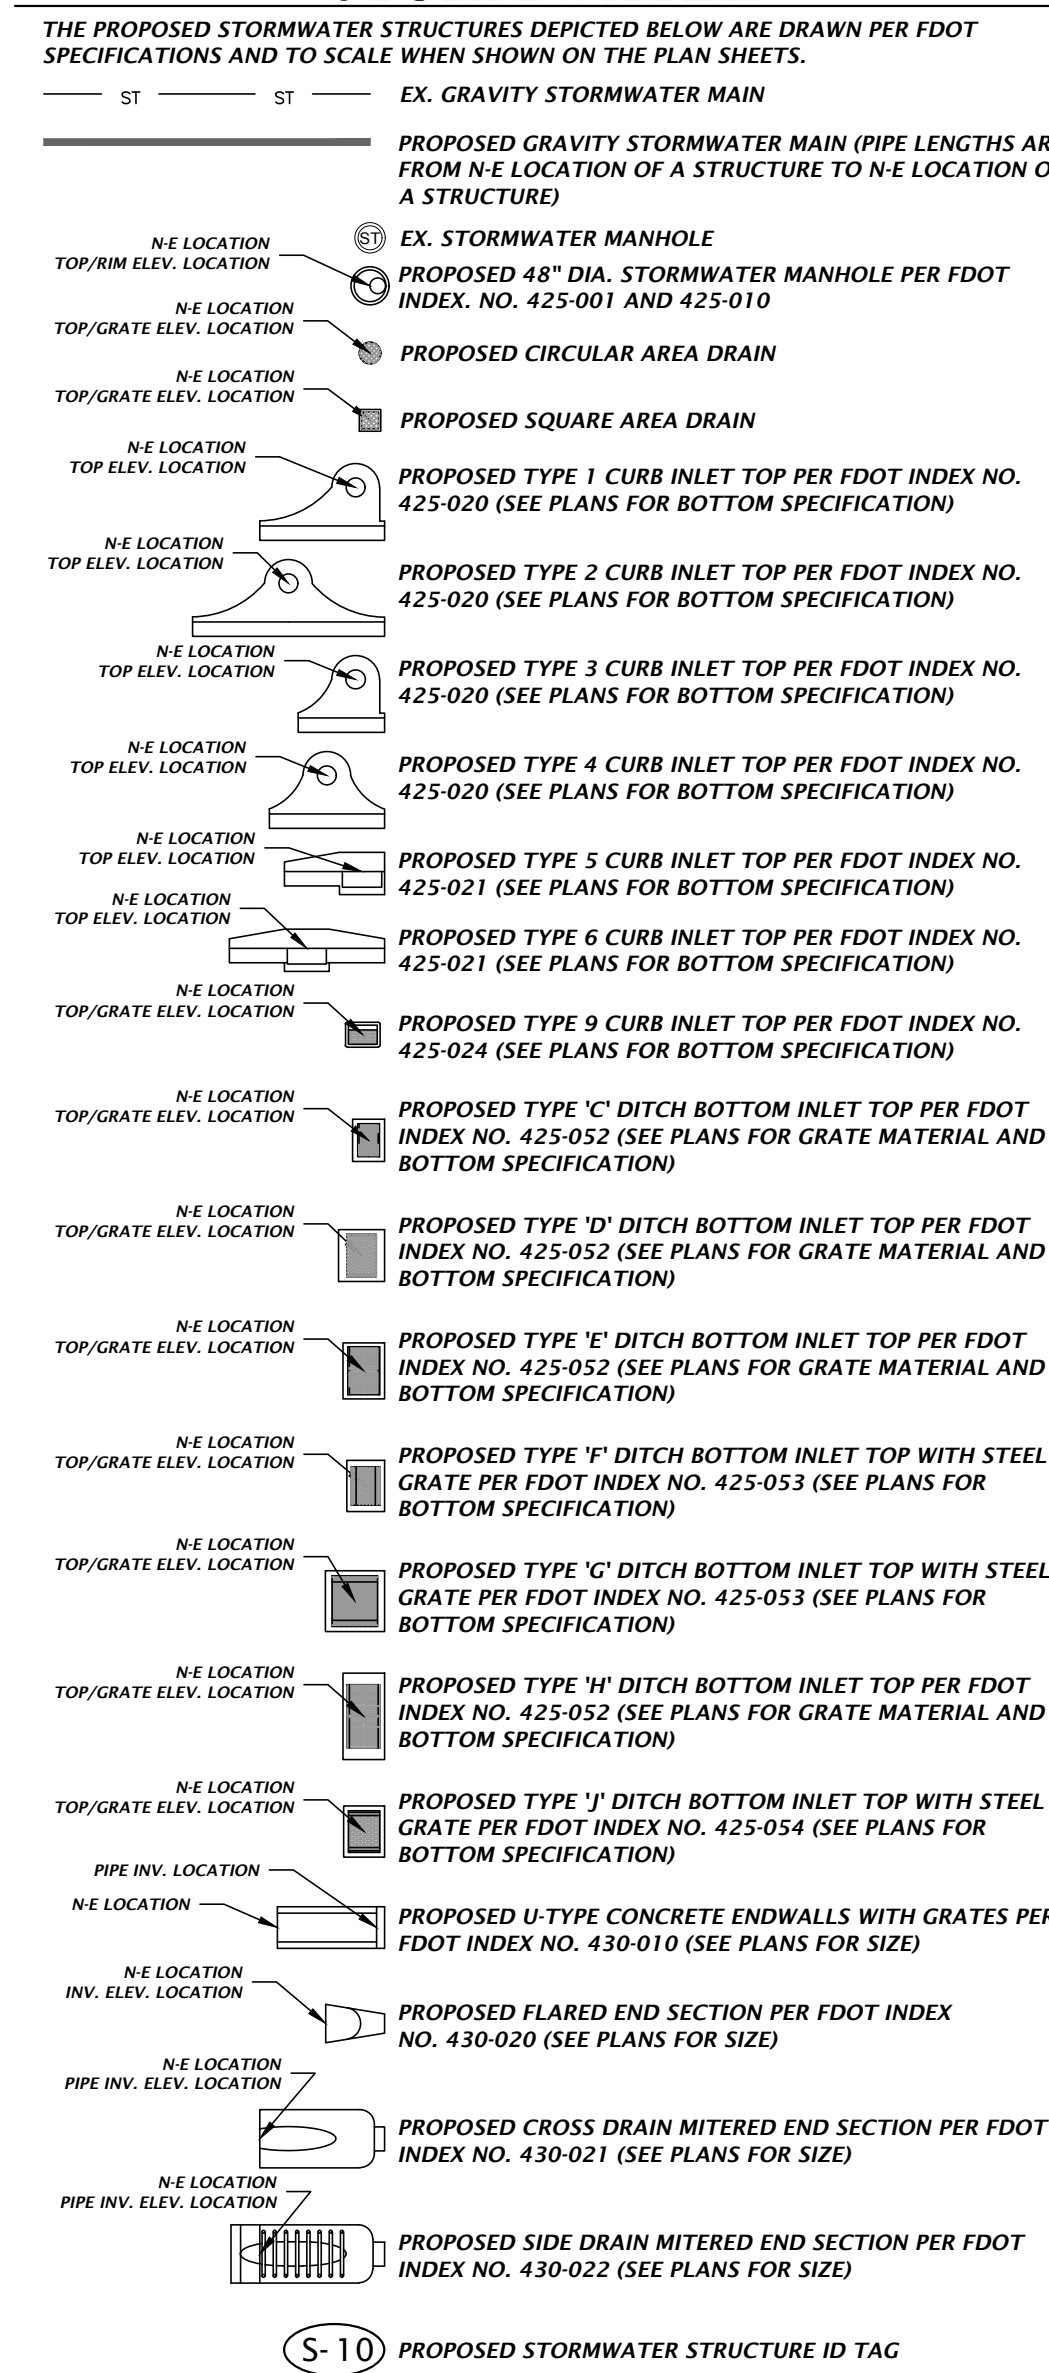 THE PROPOSED STORMWATER STRUCTURES DEPICTED BELOW ARE DRAWN PER FDOT
SPECIFICATIONS AND TO SCALE WHEN SHOWN ON THE PLAN SHEETS.
ST ST EX. GRAVITY STORMWATER MAIN
PROPOSED GRAVITY STORMWATER MAIN (PIPE LENGTHS
FROM N-E LOCATION OF A STRUCTURE TO N-E LOCATION
A STRUCTURE)
ST EX. STORMWATER MANHOLE
N-E LOCATION
TOP/RIM ELEV. LOCATION
PROPOSED 48" DIA. STORMWATER MANHOLE PER FDOT
INDEX. NO. 425-001 AND 425-010
N-E LOCATION
TOP/GRATE ELEV. LOCATION
PROPOSED CIRCULAR AREA DRAIN
N-E LOCATION
TOP/GRATE ELEV. LOCATION
PROPOSED SQUARE AREA DRAIN
N-E LOCATION
TOP ELEV. LOCATION
PROPOSED TYPE 1 CURB INLET TOP PER FDOT INDEX NO.
425-020 (SEE PLANS FOR BOTTOM SPECIFICATION)
N-E LOCATION
TOP ELEV. LOCATION
PROPOSED TYPE 2 CURB INLET TOP PER FDOT INDEX NO.
425-020 (SEE PLANS FOR BOTTOM SPECIFICATION)
N-E LOCATION
TOP ELEV. LOCATION
PROPOSED TYPE 3 CURB INLET TOP PER FDOT INDEX NO.
425-020 (SEE PLANS FOR BOTTOM SPECIFICATION)
N-E LOCATION
TOP ELEV. LOCATION
PROPOSED TYPE 4 CURB INLET TOP PER FDOT INDEX NO.
425-020 (SEE PLANS FOR BOTTOM SPECIFICATION)
N-E LOCATION
TOP ELEV. LOCATION
PROPOSED TYPE 5 CURB INLET TOP PER FDOT INDEX NO.
425-021 (SEE PLANS FOR BOTTOM SPECIFICATION)
N-E LOCATION
TOP ELEV. LOCATION
PROPOSED TYPE 6 CURB INLET TOP PER FDOT INDEX NO.
425-021 (SEE PLANS FOR BOTTOM SPECIFICATION)
N-E LOCATION
TOP/GRATE ELEV. LOCATION
PROPOSED TYPE 9 CURB INLET TOP PER FDOT INDEX NO.
425-024 (SEE PLANS FOR BOTTOM SPECIFICATION)
N-E LOCATION
TOP/GRATE ELEV. LOCATION
PROPOSED TYPE 'C' DITCH BOTTOM INLET TOP PER FDOT
INDEX NO. 425-052 (SEE PLANS FOR GRATE MATERIAL AND
BOTTOM SPECIFICATION)
N-E LOCATION
TOP/GRATE ELEV. LOCATION
PROPOSED TYPE 'D' DITCH BOTTOM INLET TOP PER FDOT
INDEX NO. 425-052 (SEE PLANS FOR GRATE MATERIAL AND
BOTTOM SPECIFICATION)
N-E LOCATION
TOP/GRATE ELEV. LOCATION
PROPOSED TYPE 'E' DITCH BOTTOM INLET TOP PER FDOT
INDEX NO. 425-052 (SEE PLANS FOR GRATE MATERIAL AND
BOTTOM SPECIFICATION)
N-E LOCATION
TOP/GRATE ELEV. LOCATION
PROPOSED TYPE 'F' DITCH BOTTOM INLET TOP WITH STEEL
GRATE PER FDOT INDEX NO. 425-053 (SEE PLANS FOR
BOTTOM SPECIFICATION)
N-E LOCATION
TOP/GRATE ELEV. LOCATION
PROPOSED TYPE 'G' DITCH BOTTOM INLET TOP WITH STEEL
GRATE PER FDOT INDEX NO. 425-053 (SEE PLANS FOR
BOTTOM SPECIFICATION)
N-E LOCATION
TOP/GRATE ELEV. LOCATION
PROPOSED TYPE 'H' DITCH BOTTOM INLET TOP PER FDOT
INDEX NO. 425-052 (SEE PLANS FOR GRATE MATERIAL AND
BOTTOM SPECIFICATION)
N-E LOCATION
TOP/GRATE ELEV. LOCATION
PROPOSED TYPE 'J' DITCH BOTTOM INLET TOP WITH STEEL
GRATE PER FDOT INDEX NO. 425-054 (SEE PLANS FOR
BOTTOM SPECIFICATION)
PIPE INV. LOCATION
N-E LOCATION
PROPOSED U-TYPE CONCRETE ENDWALLS WITH GRATES PER
FDOT INDEX NO. 430-010 (SEE PLANS FOR SIZE)
N-E LOCATION
INV. ELEV. LOCATION
PROPOSED FLARED END SECTION PER FDOT INDEX
NO. 430-020 (SEE PLANS FOR SIZE)
N-E LOCATION
PIPE INV. ELEV. LOCATION
PROPOSED CROSS DRAIN MITERED END SECTION PER FDOT
INDEX NO. 430-021 (SEE PLANS FOR SIZE)
N-E LOCATION
PIPE INV. ELEV. LOCATION
PROPOSED SIDE DRAIN MITERED END SECTION PER FDOT
INDEX NO. 430-022 (SEE PLANS FOR SIZE)
S-10 PROPOSED STORMWATER STRUCTURE ID TAG